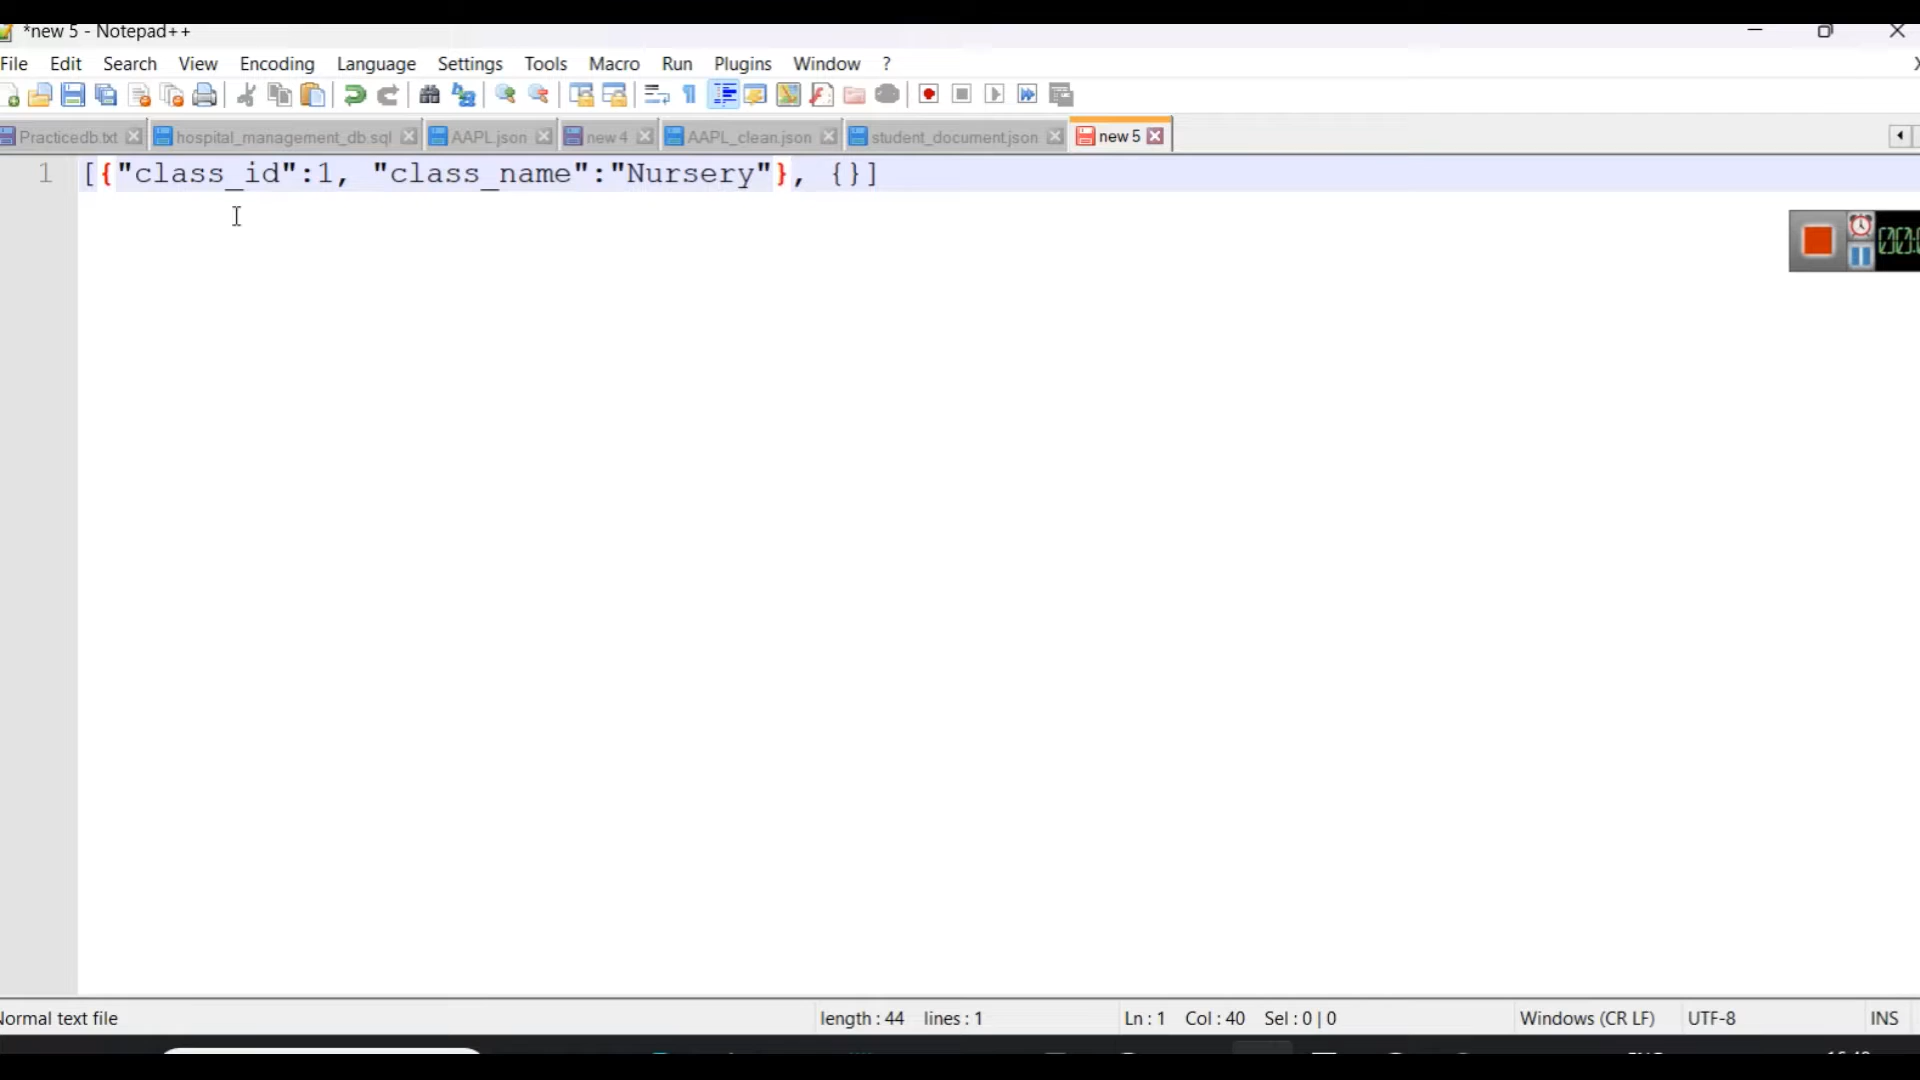 *new 5 - Notepad++
File Edit Search View Encoding Language Settings Tools Macro Run Plugins Window ?
Practicedb.txt hospital_management_db.sql AAPL.json new 4 AAPL_clean.json student_document.json new 5
1 [{"class_id":1, "class_name":"Nursery"}, {}]
Normal text file length : 44 lines : 1 Ln : 1 Col : 40 Sel : 0 | 0 Windows (CR LF) UTF-8 INS